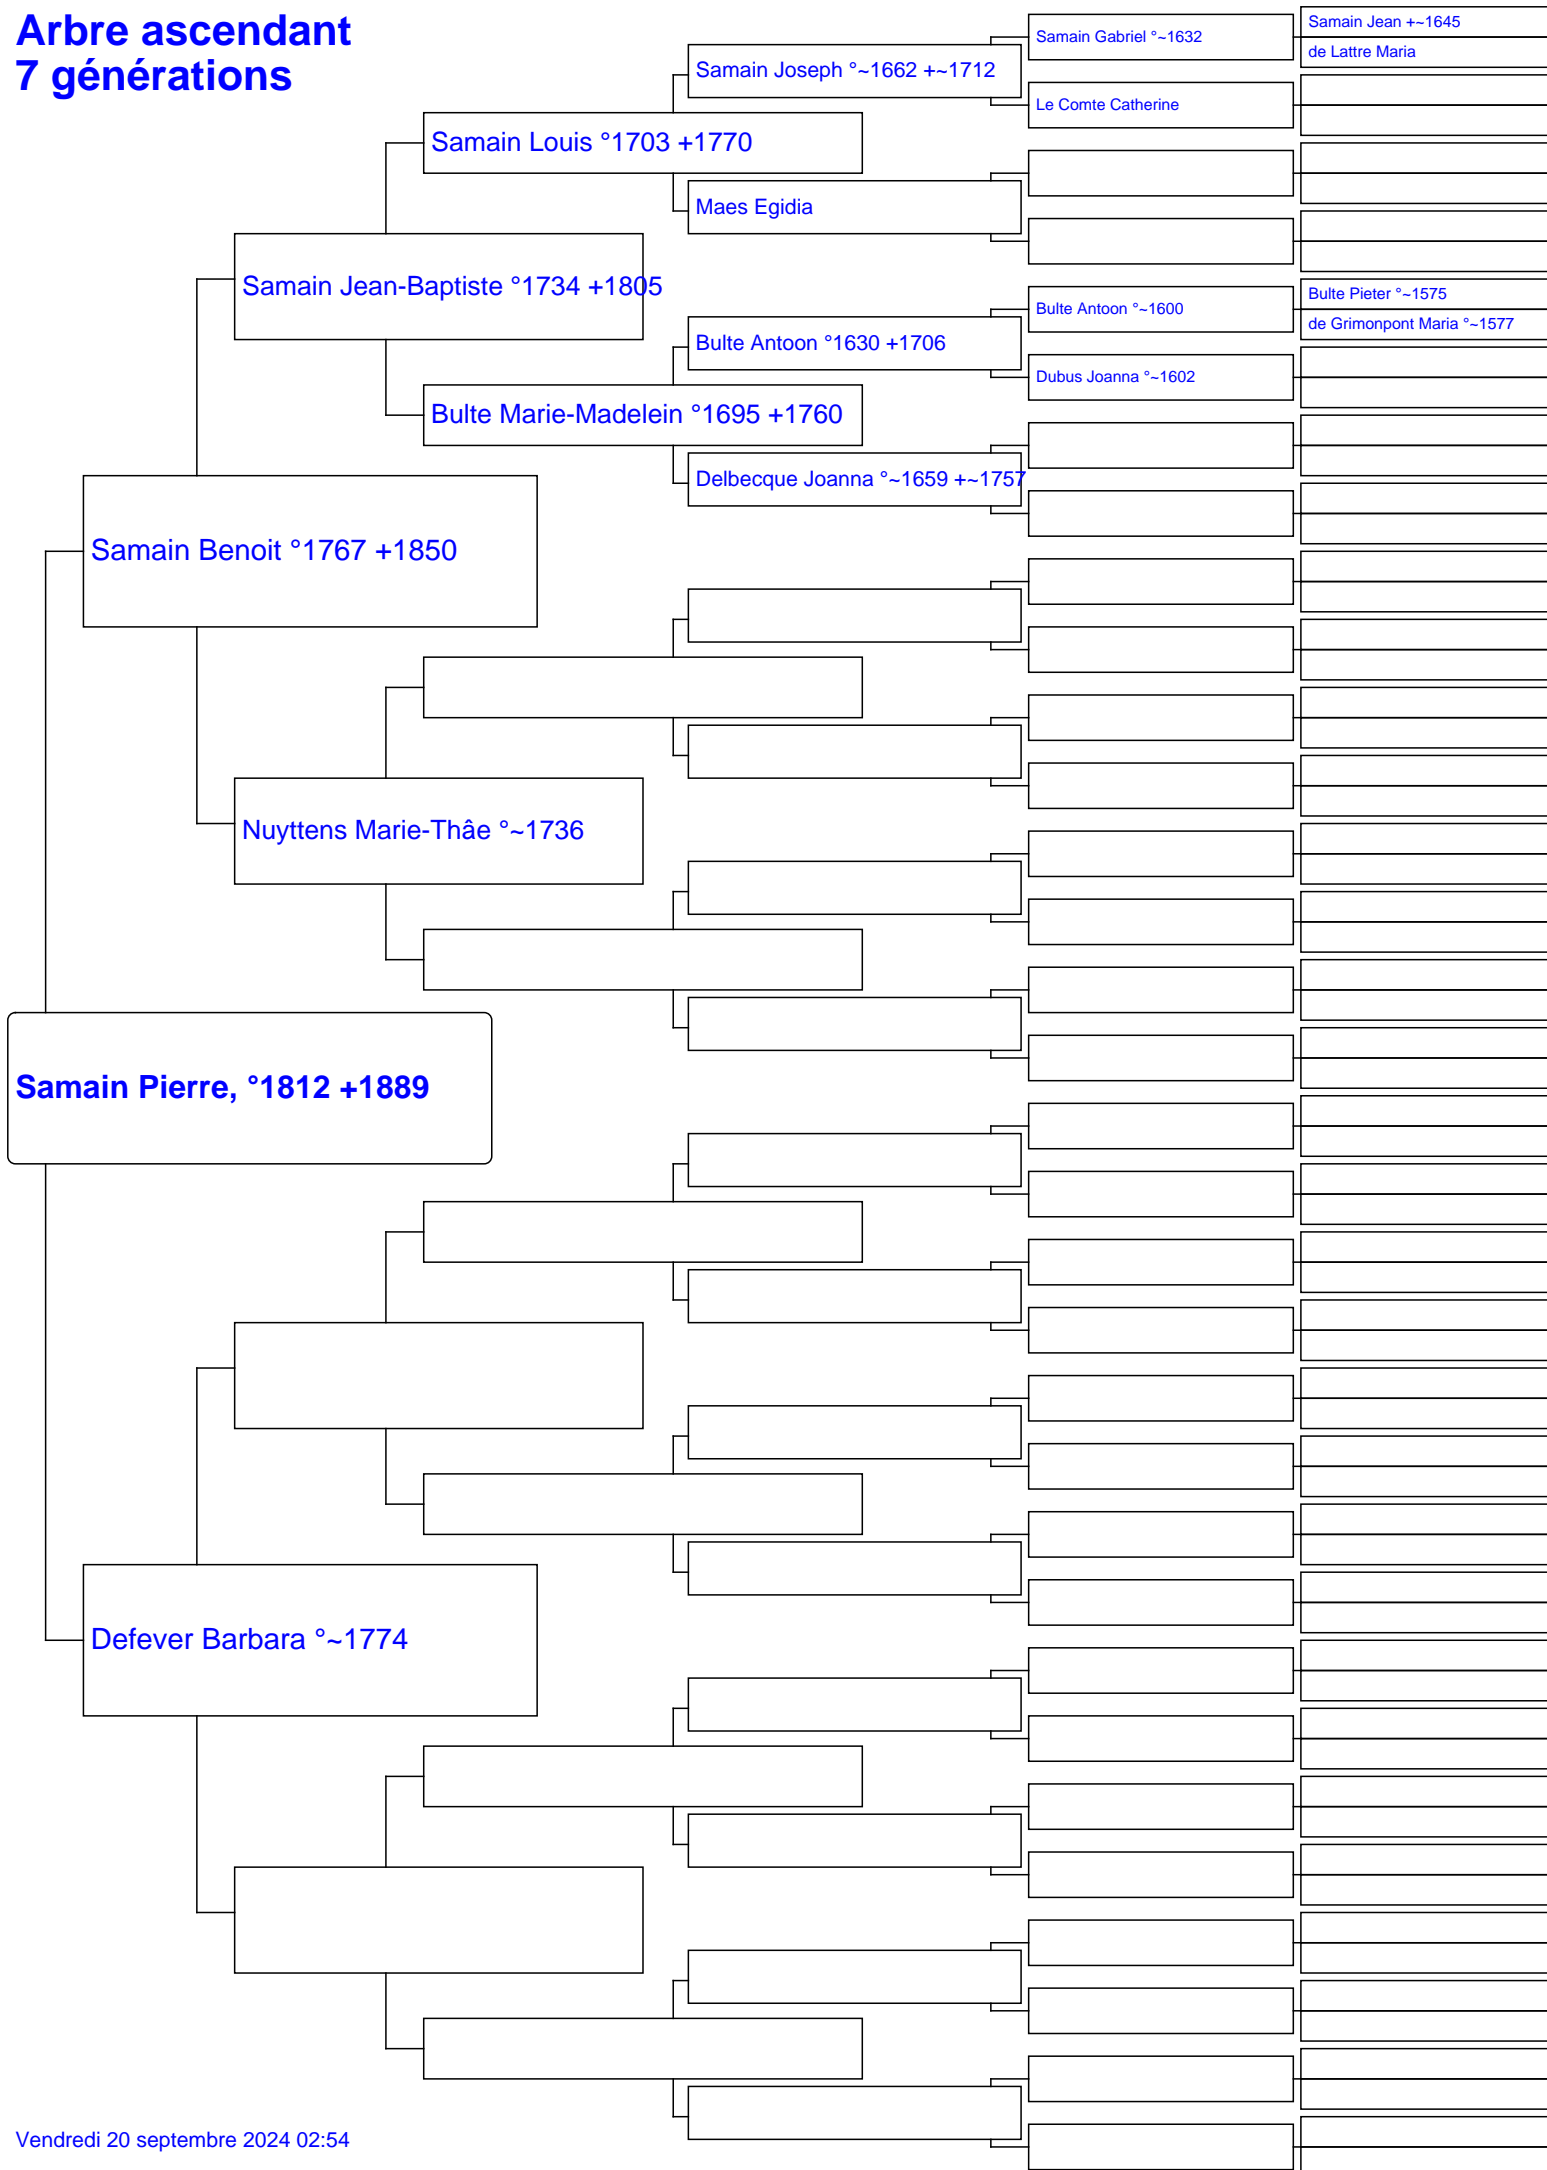 Arbre ascendant
7 générations
Samain Gabriel °~1632
Samain Jean +~1645
de Lattre Maria
Samain Joseph °~1662 +~1712
Le Comte Catherine
Samain Louis °1703 +1770
Maes Egidia
Samain Jean-Baptiste °1734 +1805
Bulte Antoon °~1600
Bulte Pieter °~1575
de Grimonpont Maria °~1577
Bulte Antoon °1630 +1706
Dubus Joanna °~1602
Bulte Marie-Madelein °1695 +1760
Delbecque Joanna °~1659 +~1757
Samain Benoit °1767 +1850
Nuyttens Marie-Thâe °~1736
Samain Pierre, °1812 +1889
Defever Barbara °~1774
Vendredi 20 septembre 2024 02:54